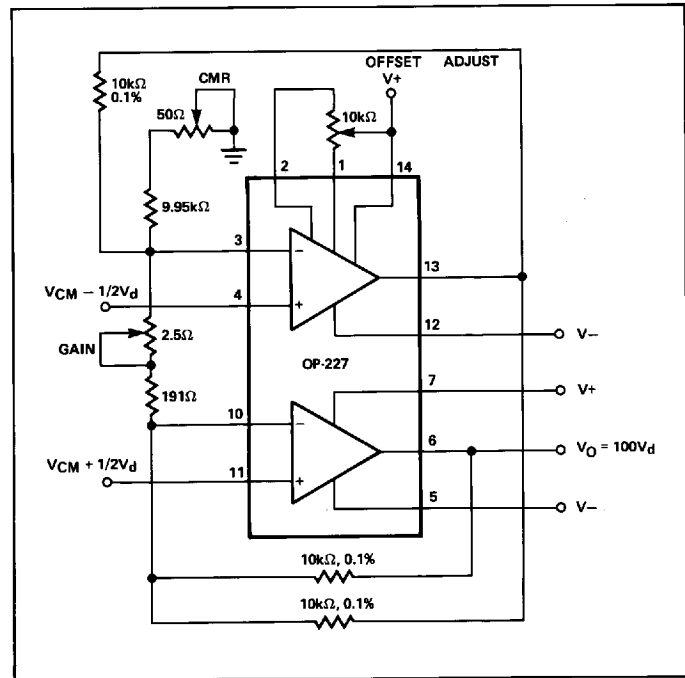 OFFSET ADJUST
V+
10kΩ
0.1%
CMR
50Ω
10kΩ
2
1
14
9.95kΩ
3
−
13
VCM − 1/2Vd
4
+
12
V−
GAIN
2.5Ω
OP-227
7
V+
191Ω
10
−
6
VO = 100Vd
VCM + 1/2Vd
11
+
5
V−
10kΩ, 0.1%
10kΩ, 0.1%